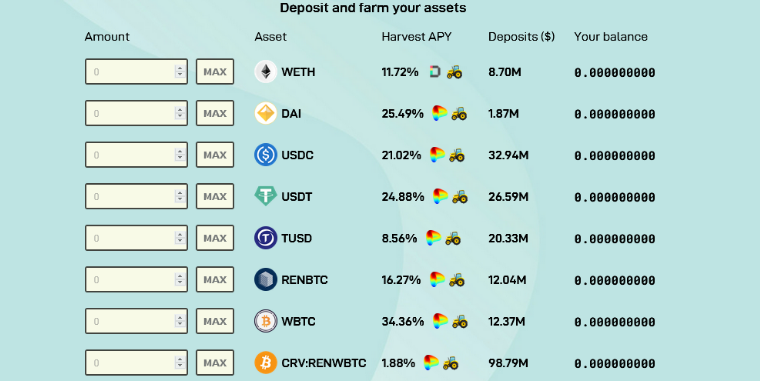 Deposit and farm your assets
Amount Asset Harvest APY Deposits ($) Your balance
0 MAX WETH 11.72% 8.70M 0.000000000
0 MAX DAI 25.49% 1.87M 0.000000000
0 MAX USDC 21.02% 32.94M 0.000000000
0 MAX USDT 24.88% 26.59M 0.000000000
0 MAX TUSD 8.56% 20.33M 0.000000000
0 MAX RENBTC 16.27% 12.04M 0.000000000
0 MAX WBTC 34.36% 12.37M 0.000000000
0 MAX CRV:RENWBTC 1.88% 98.79M 0.000000000